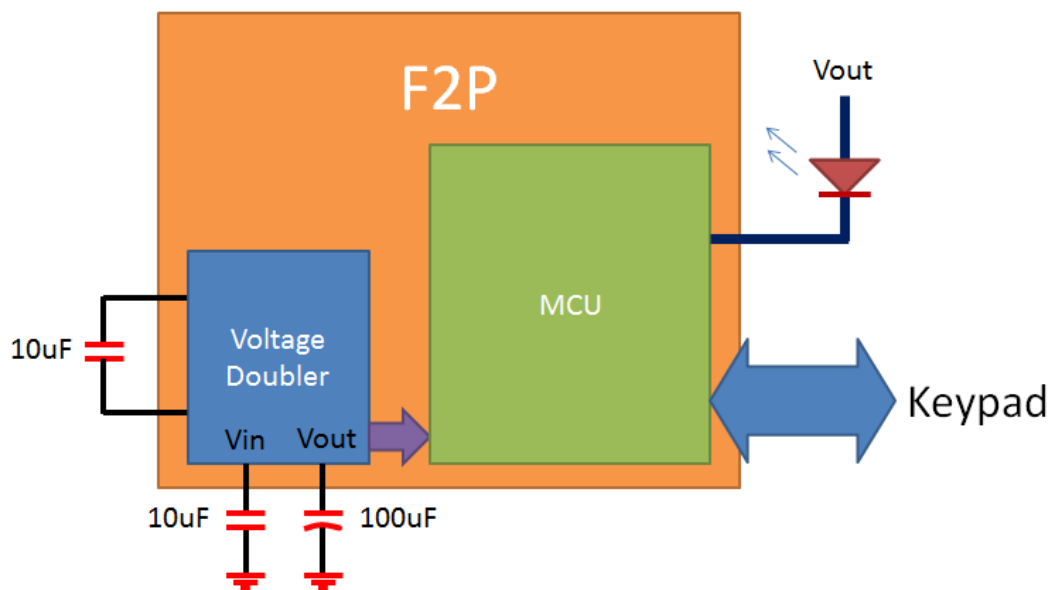 F2P
Vout
MCU
10uF
Voltage
Doubler
Vin
Vout
Keypad
10uF
100uF